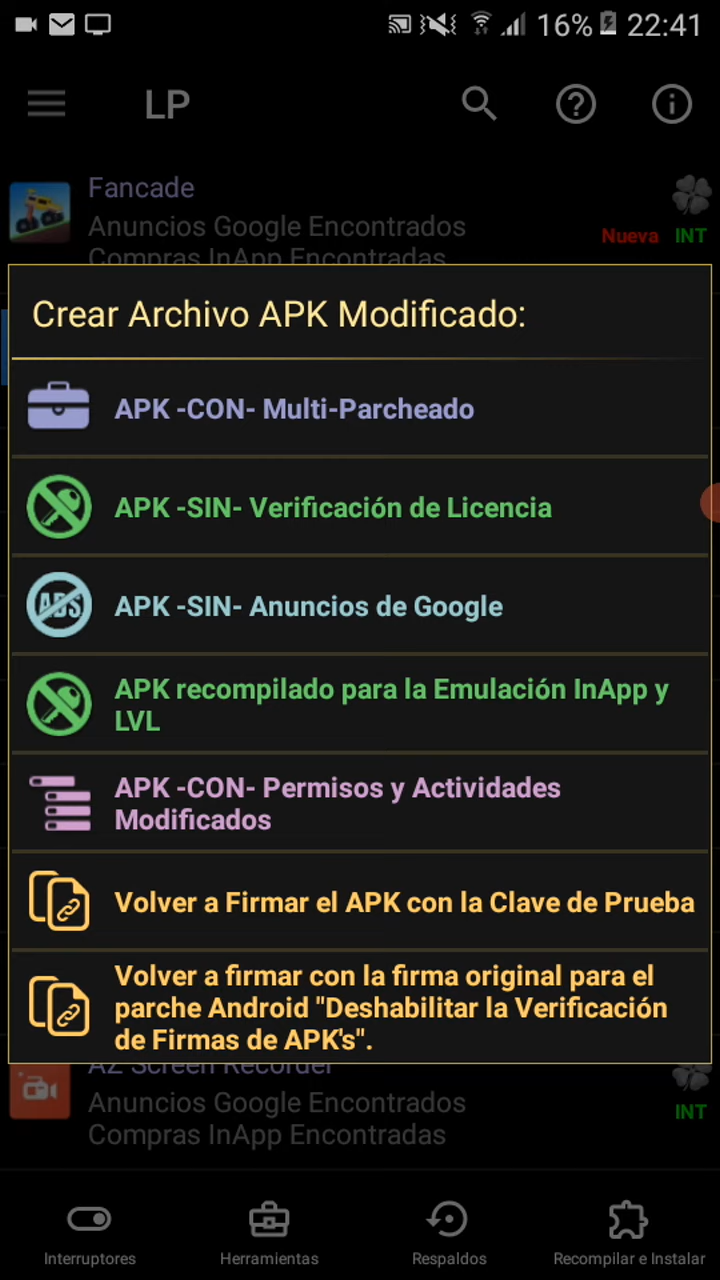 16% 22:41
LP
Fancade
Anuncios Google Encontrados
Compras InApp Encontradas
Nueva INT
Crear Archivo APK Modificado:
APK -CON- Multi-Parcheado
APK -SIN- Verificación de Licencia
ADS
APK -SIN- Anuncios de Google
APK recompilado para la Emulación InApp y
LVL
APK -CON- Permisos y Actividades
Modificados
Volver a Firmar el APK con la Clave de Prueba
Volver a firmar con la firma original para el
parche Android "Deshabilitar la Verificación
de Firmas de APK's".
AZ Screen Recorder
Anuncios Google Encontrados
Compras InApp Encontradas
INT
Interruptores
Herramientas
Respaldos
Recompilar e Instalar